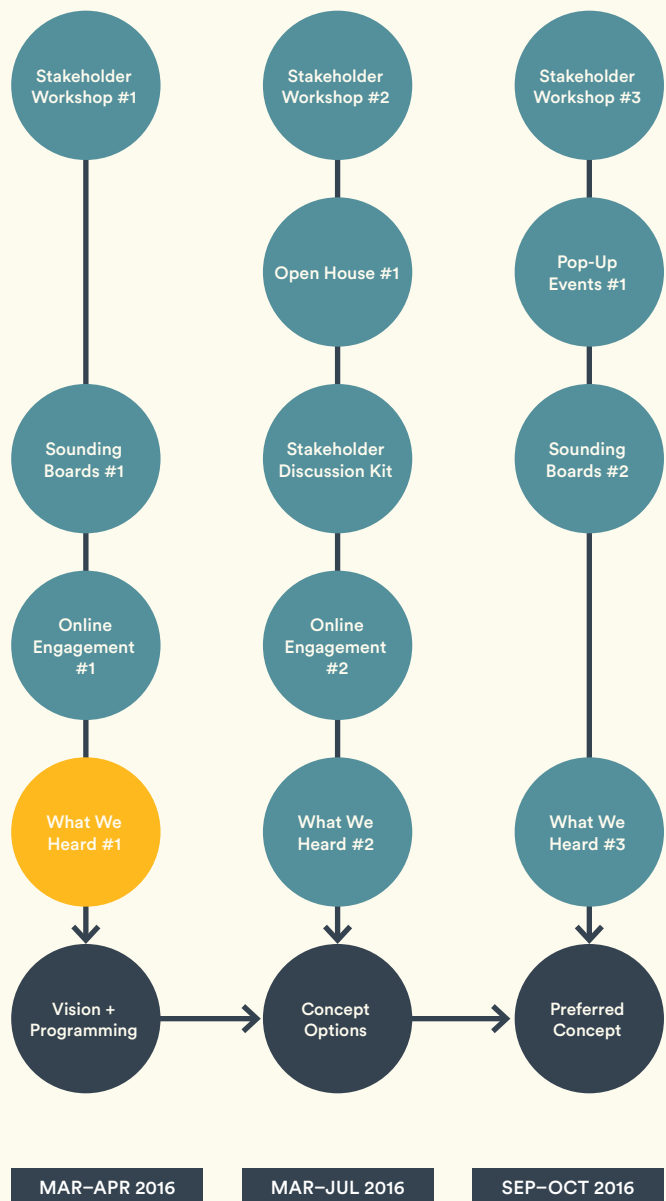 Stakeholder
Workshop #1
Sounding
Boards #1
Online
Engagement
#1
What We
Heard #1
Vision +
Programming
MAR–APR 2016
Stakeholder
Workshop #2
Open House #1
Stakeholder
Discussion Kit
Online
Engagement
#2
What We
Heard #2
Concept
Options
MAR–JUL 2016
Stakeholder
Workshop #3
Pop-Up
Events #1
Sounding
Boards #2
What We
Heard #3
Preferred
Concept
SEP–OCT 2016